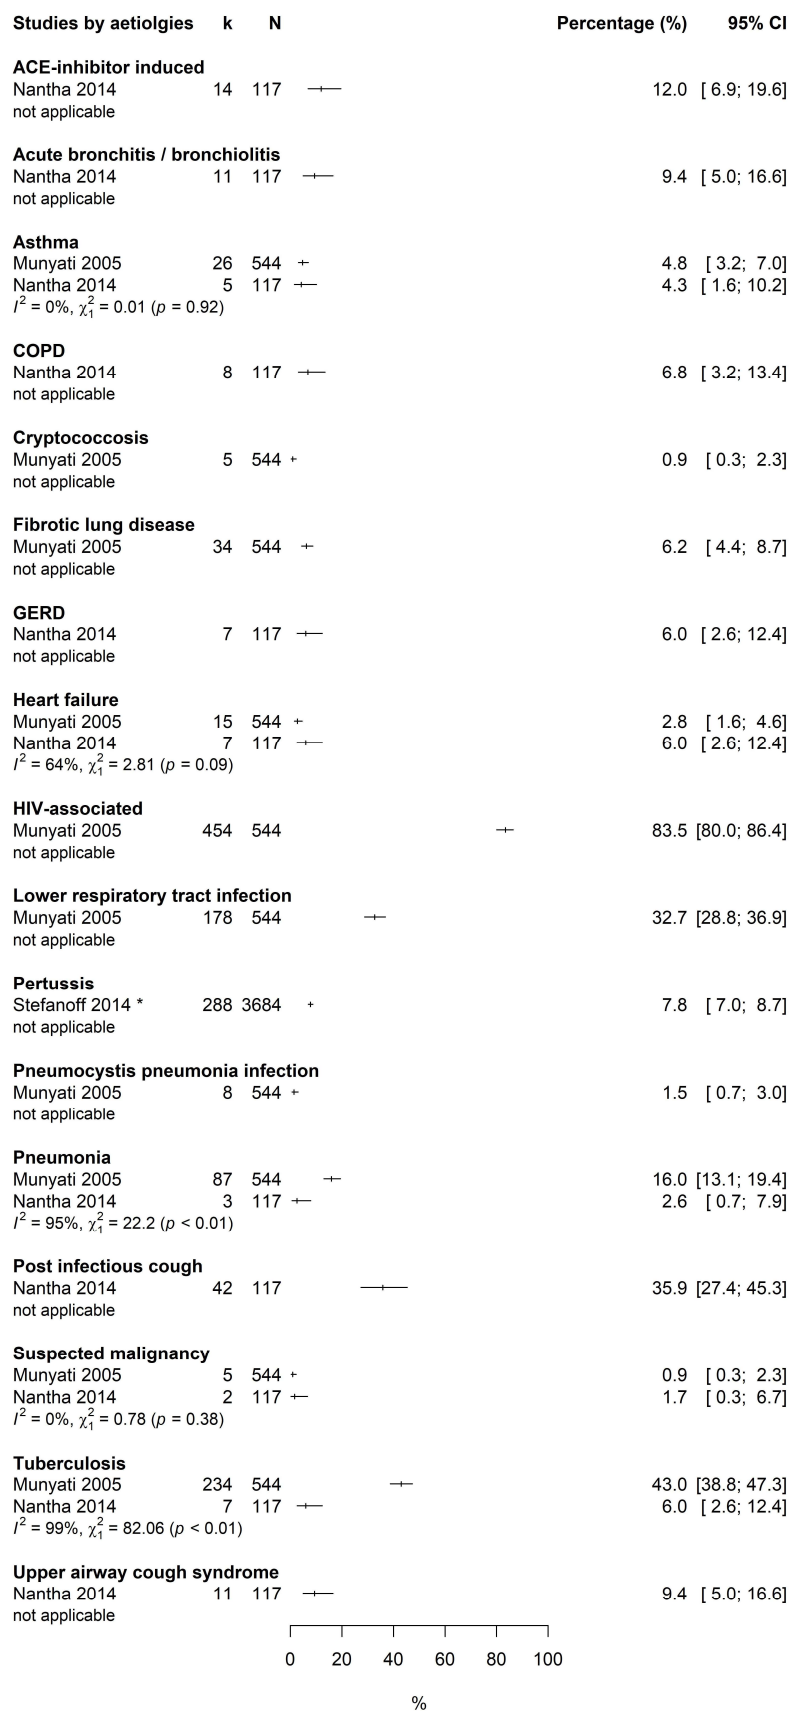 Studies by aetiolgies k N Percentage (%) 95% CI
ACE-inhibitor induced
Nantha 2014 14 117 12.0 [ 6.9; 19.6]
not applicable
Acute bronchitis / bronchiolitis
Nantha 2014 11 117 9.4 [ 5.0; 16.6]
not applicable
Asthma
Munyati 2005 26 544 4.8 [ 3.2; 7.0]
Nantha 2014 5 117 4.3 [ 1.6; 10.2]
I² = 0%, χ²₁ = 0.01 (p = 0.92)
COPD
Nantha 2014 8 117 6.8 [ 3.2; 13.4]
not applicable
Cryptococcosis
Munyati 2005 5 544 0.9 [ 0.3; 2.3]
not applicable
Fibrotic lung disease
Munyati 2005 34 544 6.2 [ 4.4; 8.7]
not applicable
GERD
Nantha 2014 7 117 6.0 [ 2.6; 12.4]
not applicable
Heart failure
Munyati 2005 15 544 2.8 [ 1.6; 4.6]
Nantha 2014 7 117 6.0 [ 2.6; 12.4]
I² = 64%, χ²₁ = 2.81 (p = 0.09)
HIV-associated
Munyati 2005 454 544 83.5 [80.0; 86.4]
not applicable
Lower respiratory tract infection
Munyati 2005 178 544 32.7 [28.8; 36.9]
not applicable
Pertussis
Stefanoff 2014 * 288 3684 7.8 [ 7.0; 8.7]
not applicable
Pneumocystis pneumonia infection
Munyati 2005 8 544 1.5 [ 0.7; 3.0]
not applicable
Pneumonia
Munyati 2005 87 544 16.0 [13.1; 19.4]
Nantha 2014 3 117 2.6 [ 0.7; 7.9]
I² = 95%, χ²₁ = 22.2 (p < 0.01)
Post infectious cough
Nantha 2014 42 117 35.9 [27.4; 45.3]
not applicable
Suspected malignancy
Munyati 2005 5 544 0.9 [ 0.3; 2.3]
Nantha 2014 2 117 1.7 [ 0.3; 6.7]
I² = 0%, χ²₁ = 0.78 (p = 0.38)
Tuberculosis
Munyati 2005 234 544 43.0 [38.8; 47.3]
Nantha 2014 7 117 6.0 [ 2.6; 12.4]
I² = 99%, χ²₁ = 82.06 (p < 0.01)
Upper airway cough syndrome
Nantha 2014 11 117 9.4 [ 5.0; 16.6]
not applicable
0 20 40 60 80 100
%